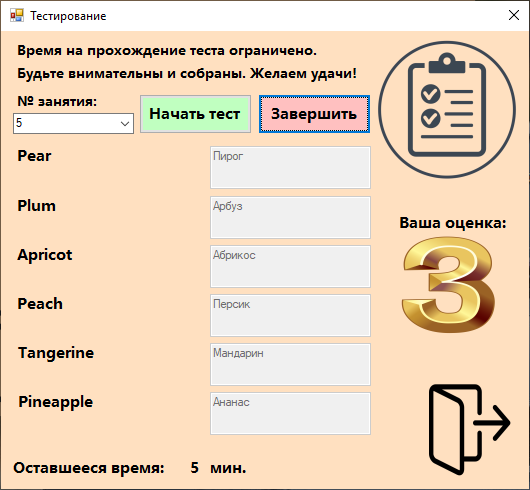 Тестирование
Время на прохождение теста ограничено.
Будьте внимательны и собраны. Желаем удачи!
№ занятия:
5
Начать тест
Завершить
Pear
Пирог
Plum
Арбуз
Apricot
Абрикос
Peach
Персик
Tangerine
Мандарин
Pineapple
Ананас
Ваша оценка:
3
Оставшееся время: 5 мин.